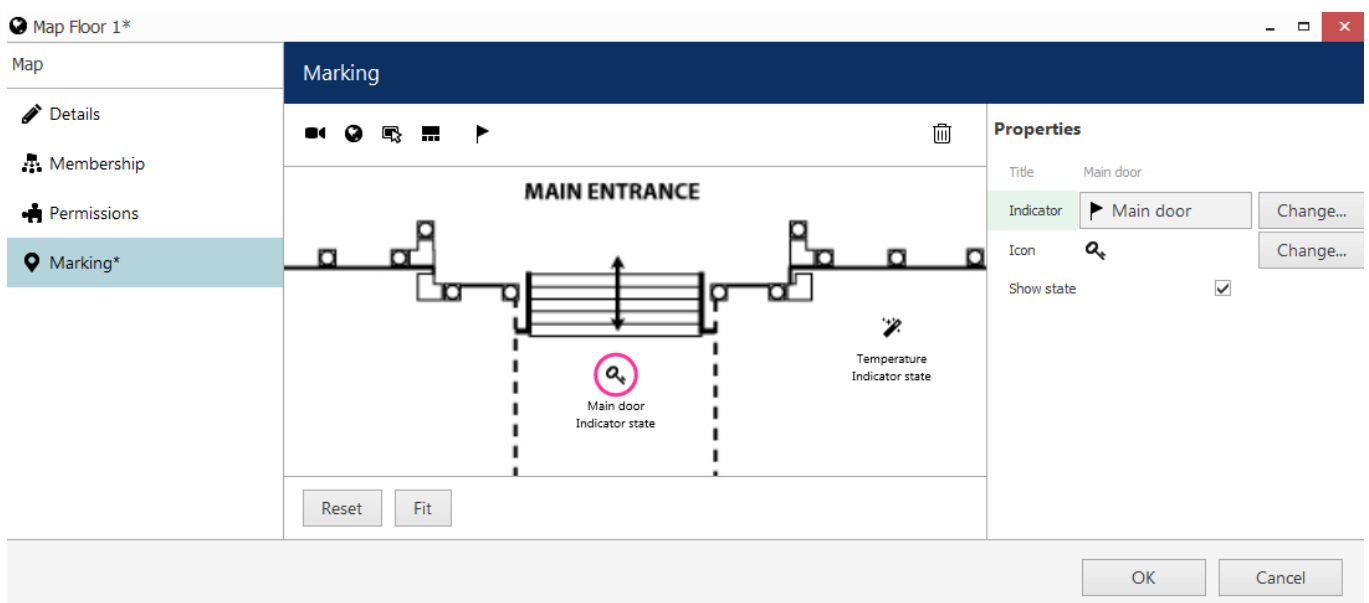 Map Floor 1*
Map
Details
Membership
Permissions
Marking*
Marking
MAIN ENTRANCE
Main door
Indicator state
Temperature
Indicator state
Reset Fit
Properties
Title Main door
Indicator Main door Change...
Icon Change...
Show state
OK Cancel